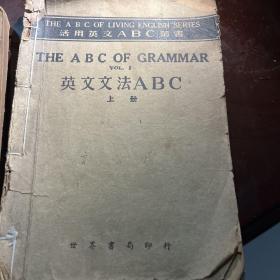 THE A B C OF LIVING ENGLISH SERIES
活用英文ABC叢書
THE A B C OF GRAMMAR
VOL. I
英文文法ABC
上册
世界書局印行